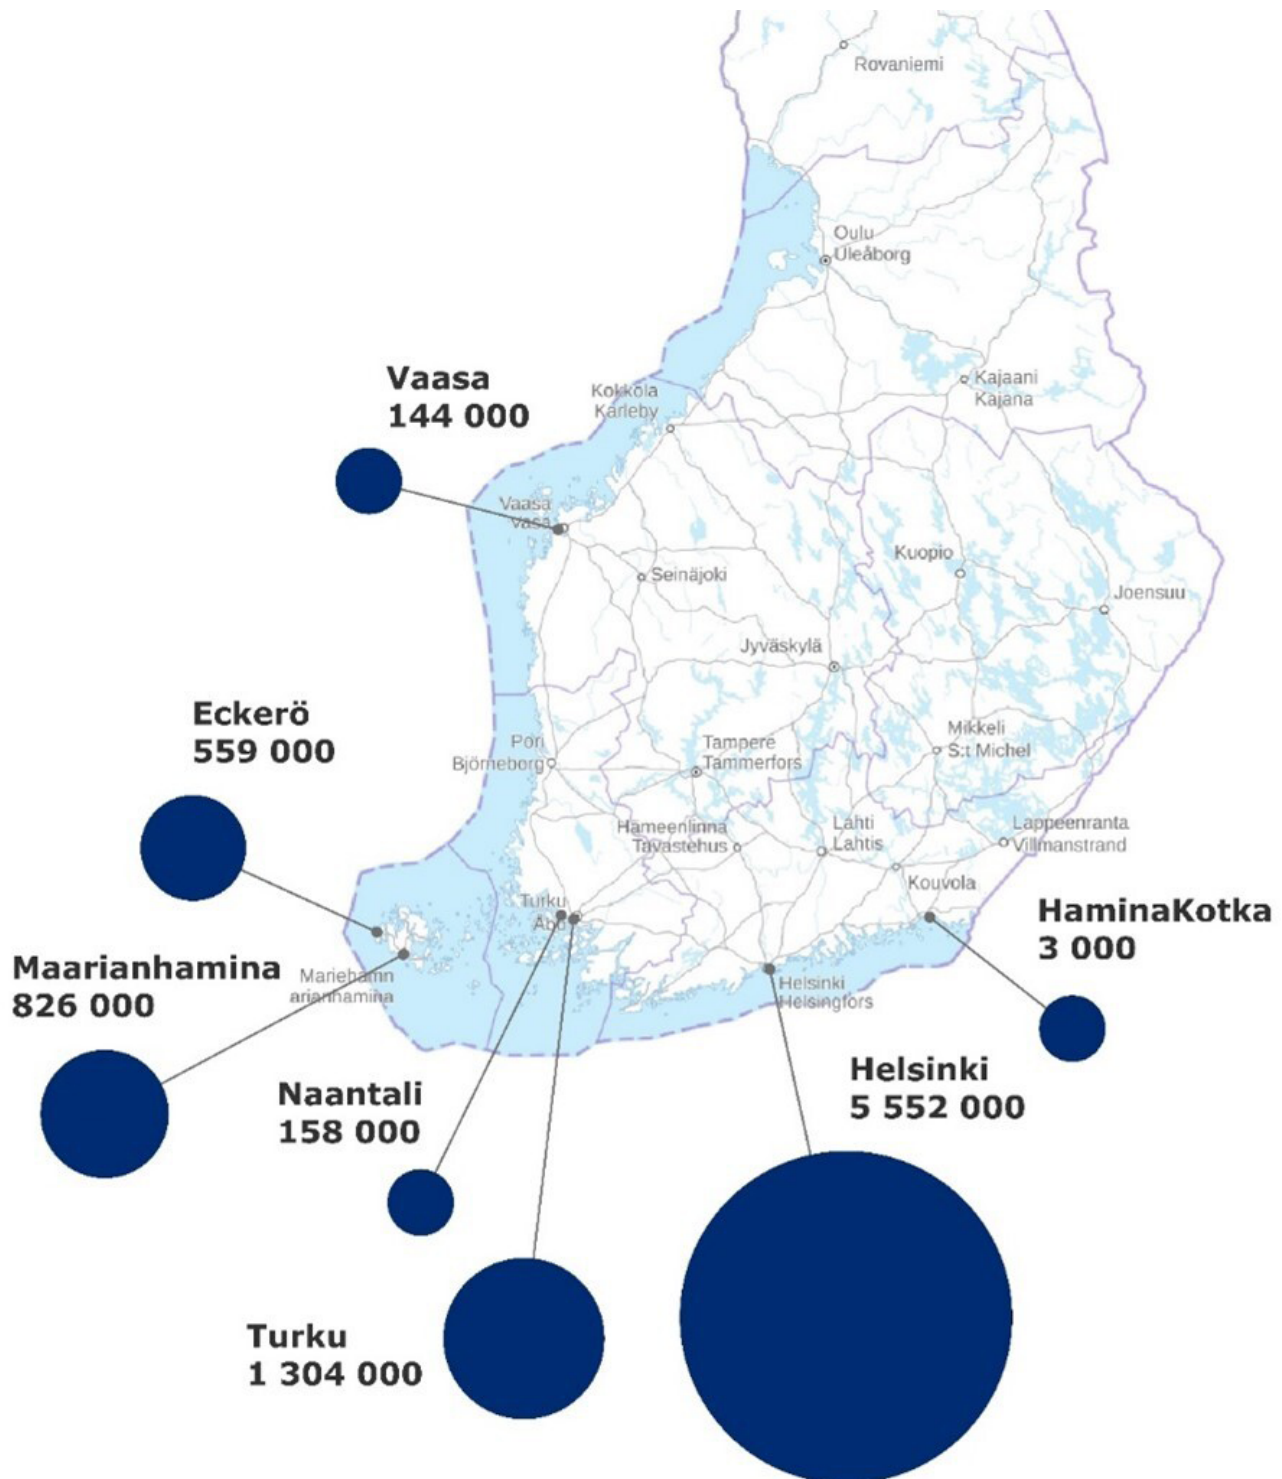 Rovaniemi
Oulu
Uleåborg
Vaasa
144 000
Kokkola
Karleby
Kajaani
Kajana
Vaasa
Vasa
Kuopio
Seinäjoki
Joensuu
Jyväskylä
Eckerö
559 000
Mikkeli
S:t Michel
Pori
Björneborg
Tampere
Tammerfors
Hämeenlinna
Tavastehus
Lahti
Lahtis
Lappeenranta
Villmanstrand
Kouvola
Turku
Åbo
HaminaKotka
3 000
Maarianhamina
826 000
Mariehamn
arianhamina
Helsinki
Helsingfors
Naantali
158 000
Helsinki
5 552 000
Turku
1 304 000